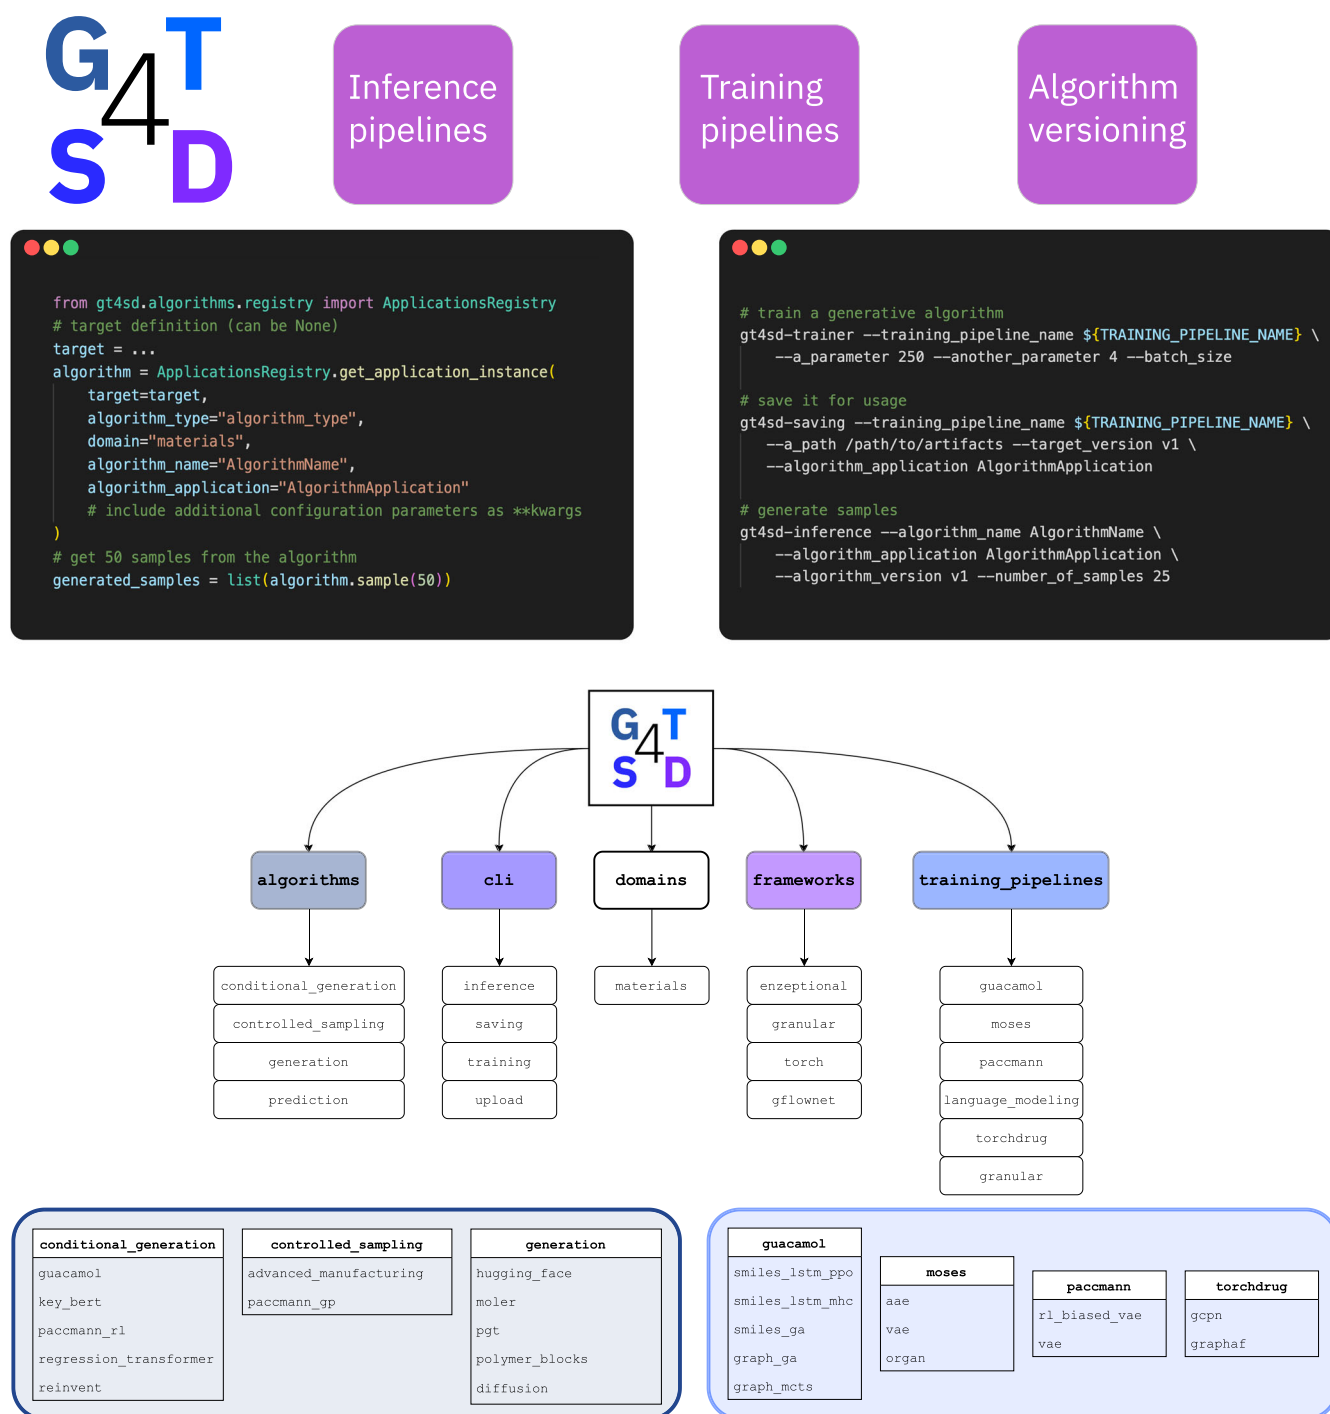 GT4SD
Inference
pipelines
Training
pipelines
Algorithm
versioning
from gt4sd.algorithms.registry import ApplicationsRegistry
# target definition (can be None)
target = ...
algorithm = ApplicationsRegistry.get_application_instance(
    target=target,
    algorithm_type="algorithm_type",
    domain="materials",
    algorithm_name="AlgorithmName",
    algorithm_application="AlgorithmApplication"
    # include additional configuration parameters as **kwargs
)
# get 50 samples from the algorithm
generated_samples = list(algorithm.sample(50))
# train a generative algorithm
gt4sd-trainer --training_pipeline_name ${TRAINING_PIPELINE_NAME} \
    --a_parameter 250 --another_parameter 4 --batch_size
# save it for usage
gt4sd-saving --training_pipeline_name ${TRAINING_PIPELINE_NAME} \
   --a_path /path/to/artifacts --target_version v1 \
   --algorithm_application AlgorithmApplication
# generate samples
gt4sd-inference --algorithm_name AlgorithmName \
    --algorithm_application AlgorithmApplication \
    --algorithm_version v1 --number_of_samples 25
GT4SD
algorithms
cli
domains
frameworks
training_pipelines
conditional_generation
controlled_sampling
generation
prediction
inference
saving
training
upload
materials
enzeptional
granular
torch
gflownet
guacamol
moses
paccmann
language_modeling
torchdrug
granular
conditional_generation
guacamol
key_bert
paccmann_rl
regression_transformer
reinvent
controlled_sampling
advanced_manufacturing
paccmann_gp
generation
hugging_face
moler
pgt
polymer_blocks
diffusion
guacamol
smiles_lstm_ppo
smiles_lstm_mhc
smiles_ga
graph_ga
graph_mcts
moses
aae
vae
organ
paccmann
rl_biased_vae
vae
torchdrug
gcpn
graphaf